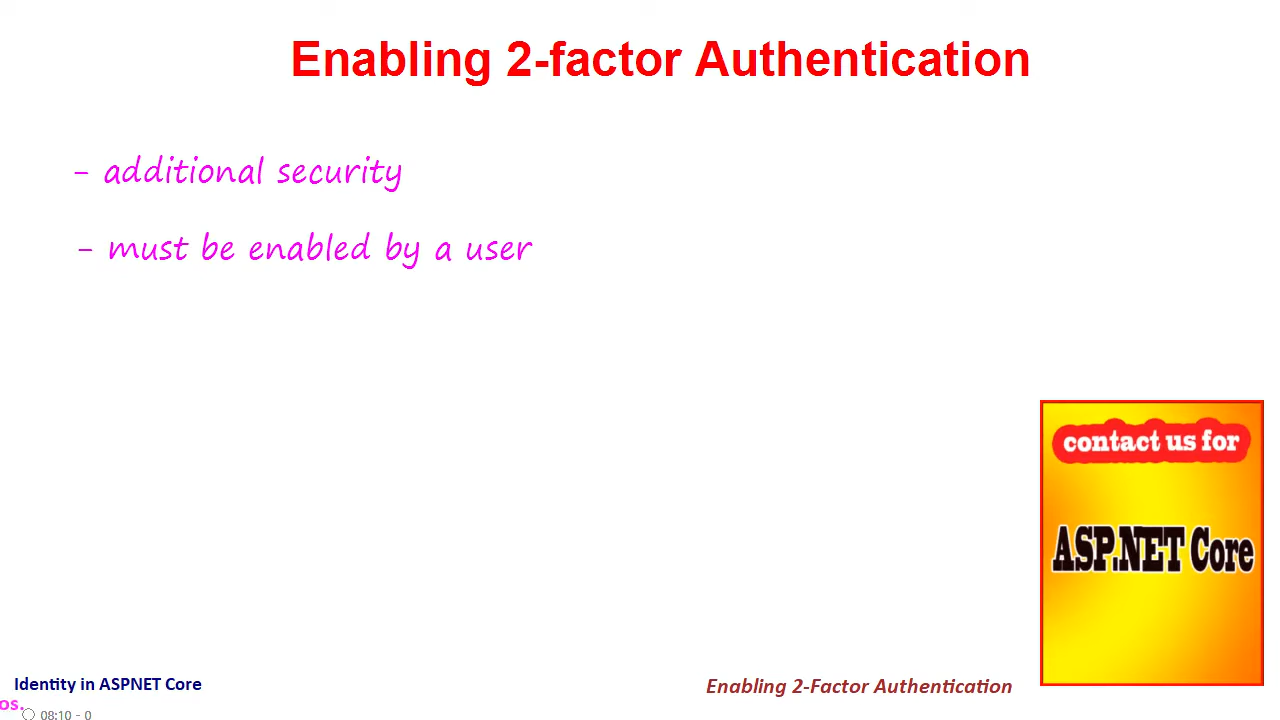 Enabling 2-factor Authentication
- additional security
- must be enabled by a user
contact us for
ASP.NET Core
Identity in ASPNET Core
Enabling 2-Factor Authentication
os.
08:10 - 0